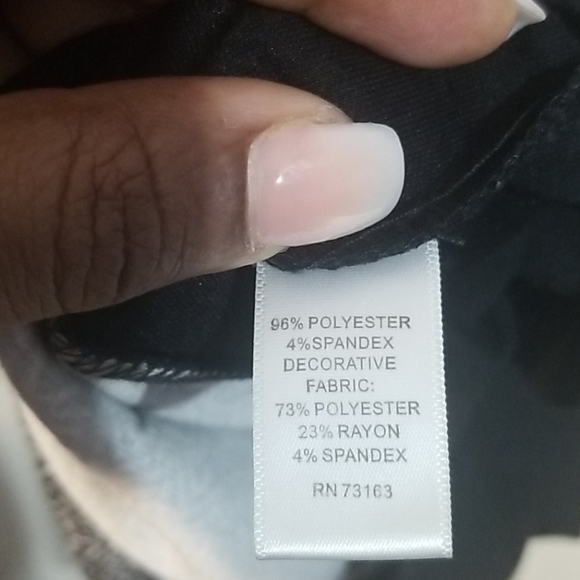 96% POLYESTER
4%SPANDEX
DECORATIVE
FABRIC:
73% POLYESTER
23% RAYON
4% SPANDEX
RN 73163